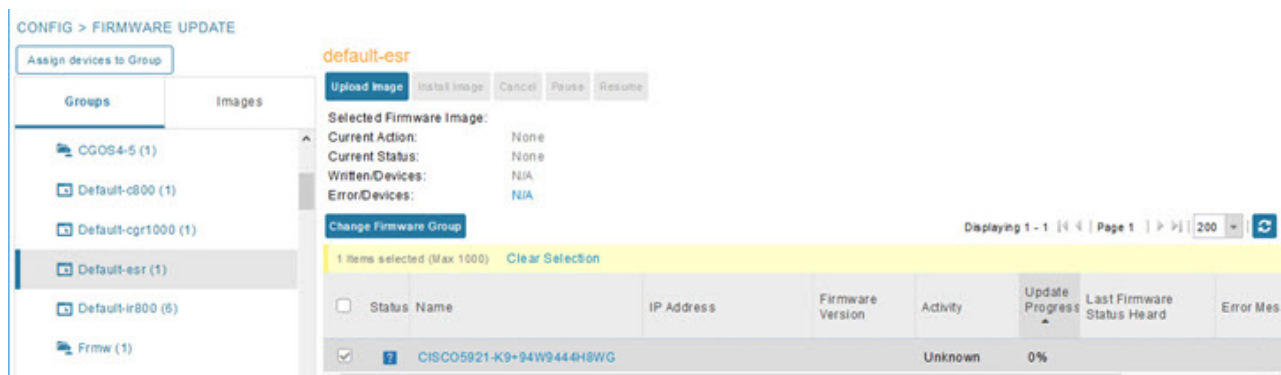 CONFIG > FIRMWARE UPDATE
Assign devices to Group
Groups Images
CGOS4-5 (1)
Default-c800 (1)
Default-cgr1000 (1)
Default-esr (1)
Default-ir800 (6)
Frmw (1)
default-esr
Upload Image Install Image Cancel Pause Resume
Selected Firmware Image:
Current Action: None
Current Status: None
Written/Devices: N/A
Error/Devices: N/A
Change Firmware Group
Displaying 1 - 1 | Page 1 | 200
1 Items selected (Max 1000) Clear Selection
Status Name IP Address Firmware Version Activity Update Progress Last Firmware Status Heard Error Mes
? CISCO5921-K9+94W9444H8WG Unknown 0%